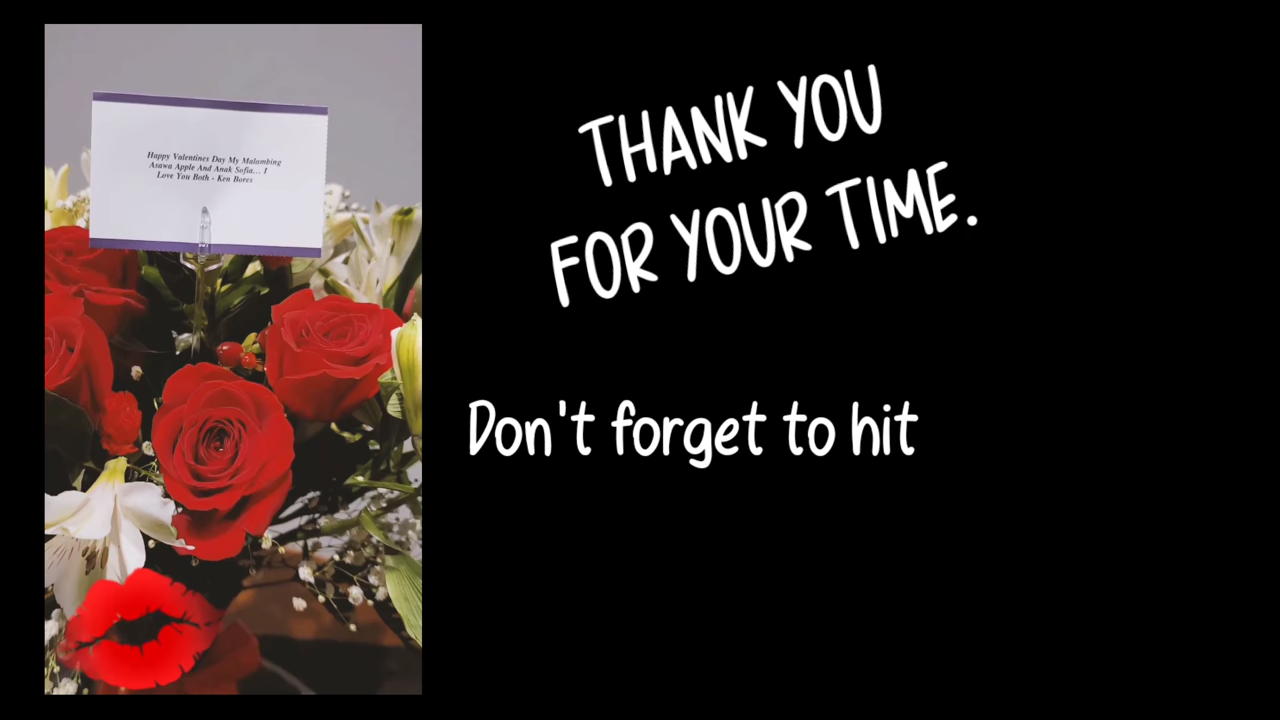 Happy Valentines Day My Malambing
Asawa Apple And Anak Sofia... I
Love You Both - Ken Bores
THANK YOU
FOR YOUR TIME.
Don't forget to hit